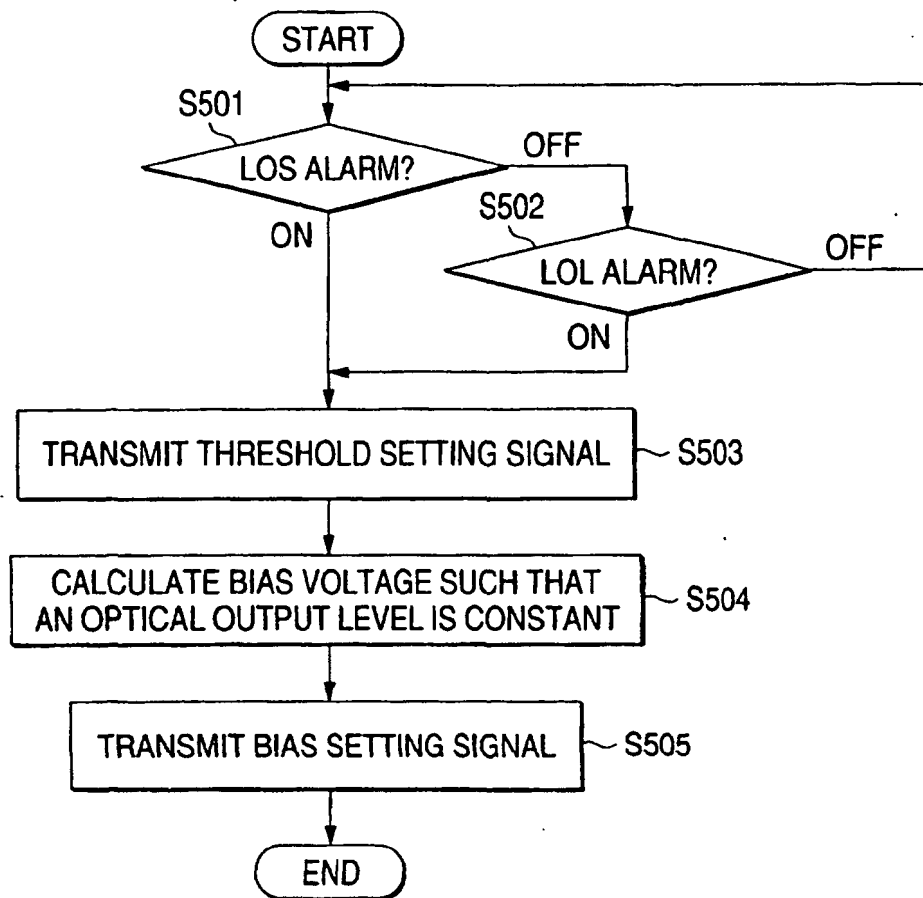 START
S501
LOS ALARM?
OFF
S502
ON
LOL ALARM?
OFF
ON
TRANSMIT THRESHOLD SETTING SIGNAL
S503
CALCULATE BIAS VOLTAGE SUCH THAT
AN OPTICAL OUTPUT LEVEL IS CONSTANT
S504
TRANSMIT BIAS SETTING SIGNAL
S505
END